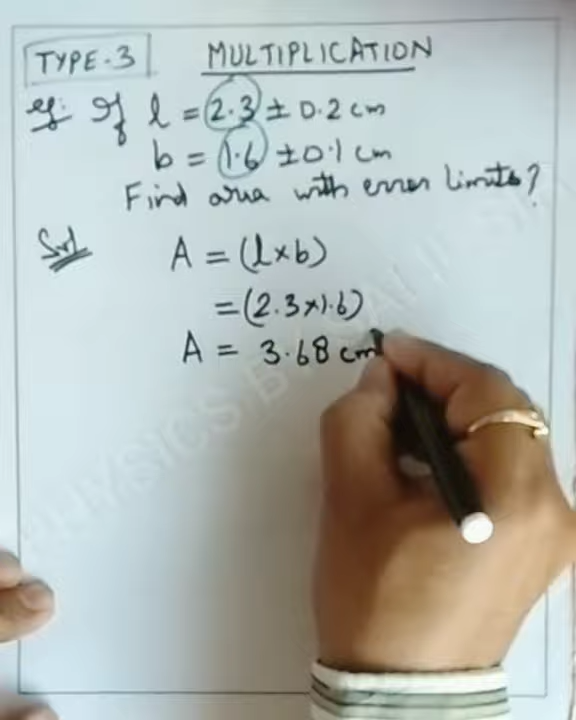 TYPE-3 MULTIPLICATION
eg: If l = 2.3 ± 0.2 cm
b = 1.6 ± 0.1 cm
Find area with error limits?
Sol A = (l×b)
= (2.3×1.6)
A = 3.68 cm